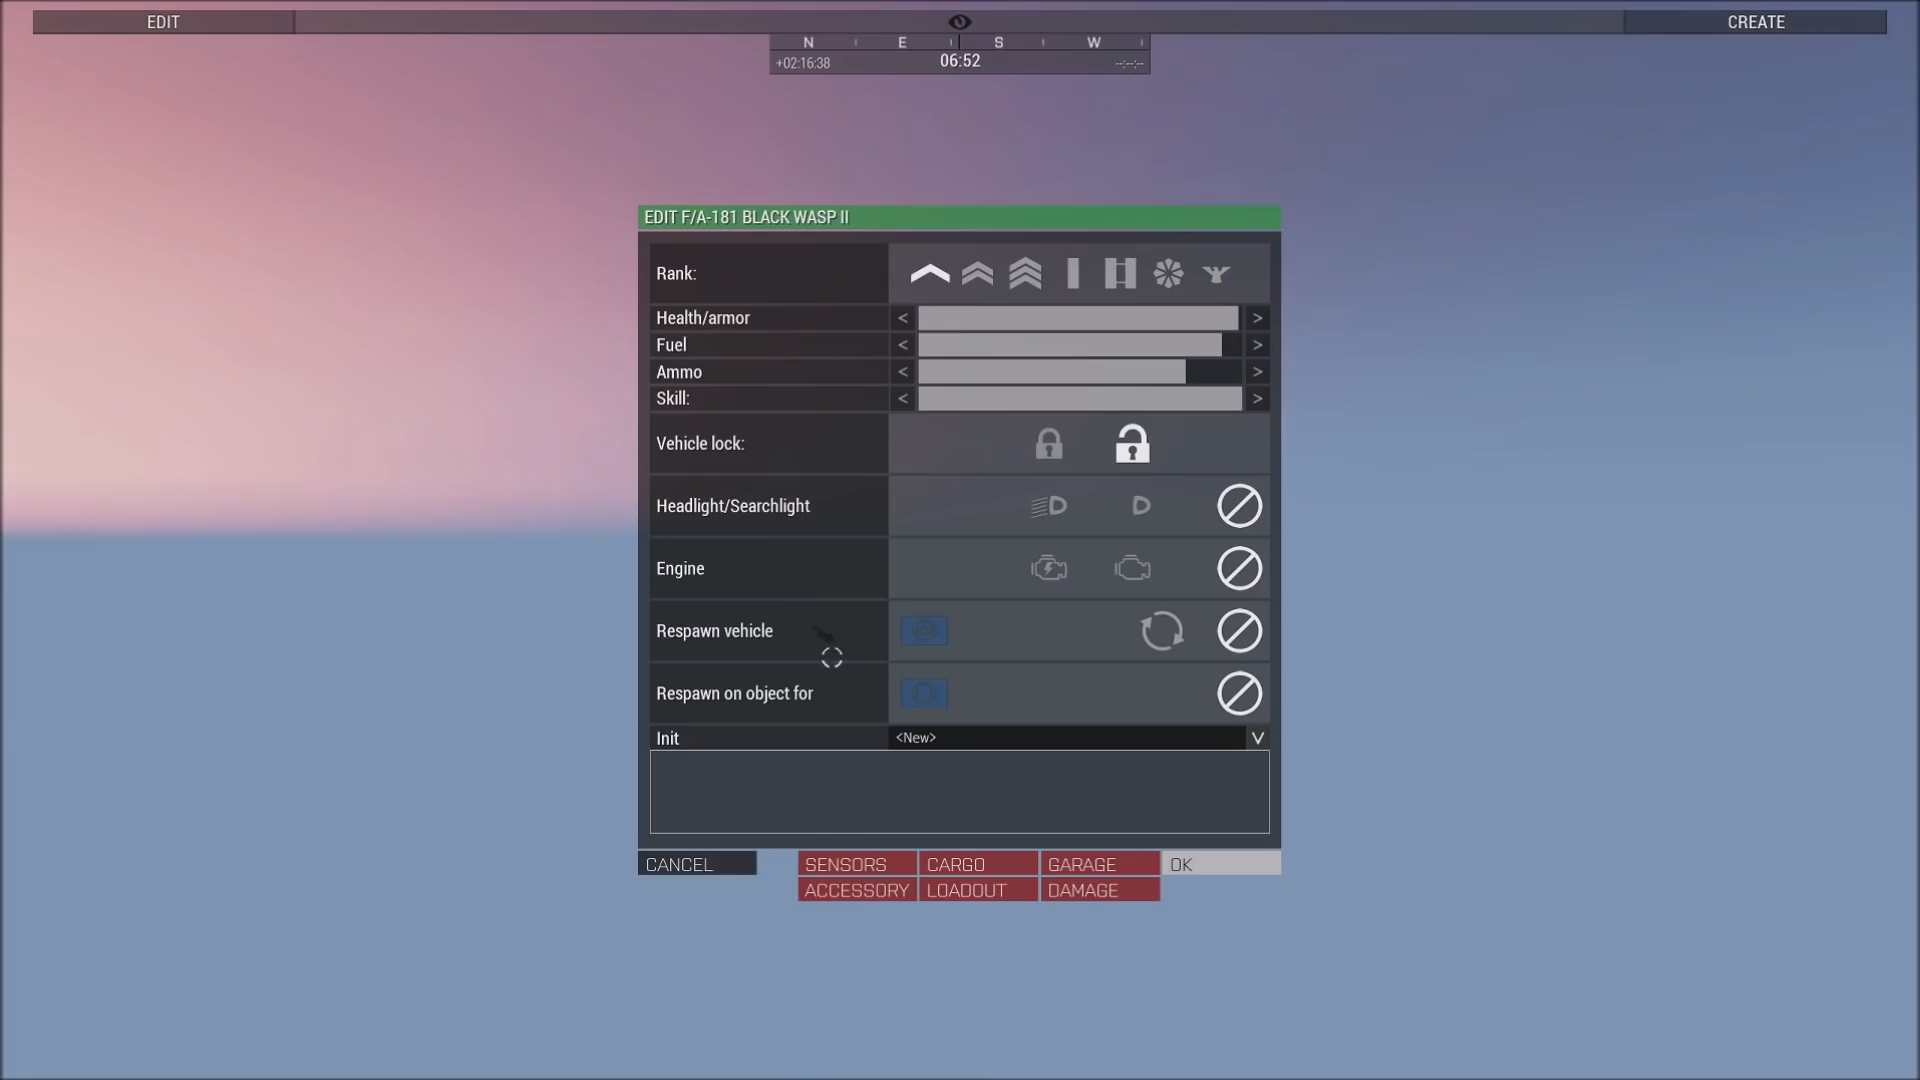 EDIT
CREATE
N E S W
+02:16:38 06:52 --:--:--
EDIT F/A-181 BLACK WASP II
Rank:
Health/armor < >
Fuel < >
Ammo < >
Skill: < >
Vehicle lock:
Headlight/Searchlight
Engine
Respawn vehicle
Respawn on object for
Init <New>
CANCEL SENSORS CARGO GARAGE OK
ACCESSORY LOADOUT DAMAGE